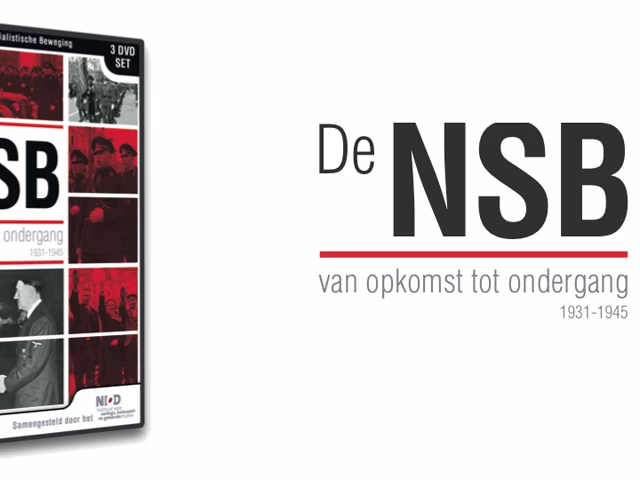 ialistische Beweging
3 DVD
SET
SB
ondergang
1931-1945
Samengesteld door het
NIOD
De NSB
van opkomst tot ondergang
1931-1945